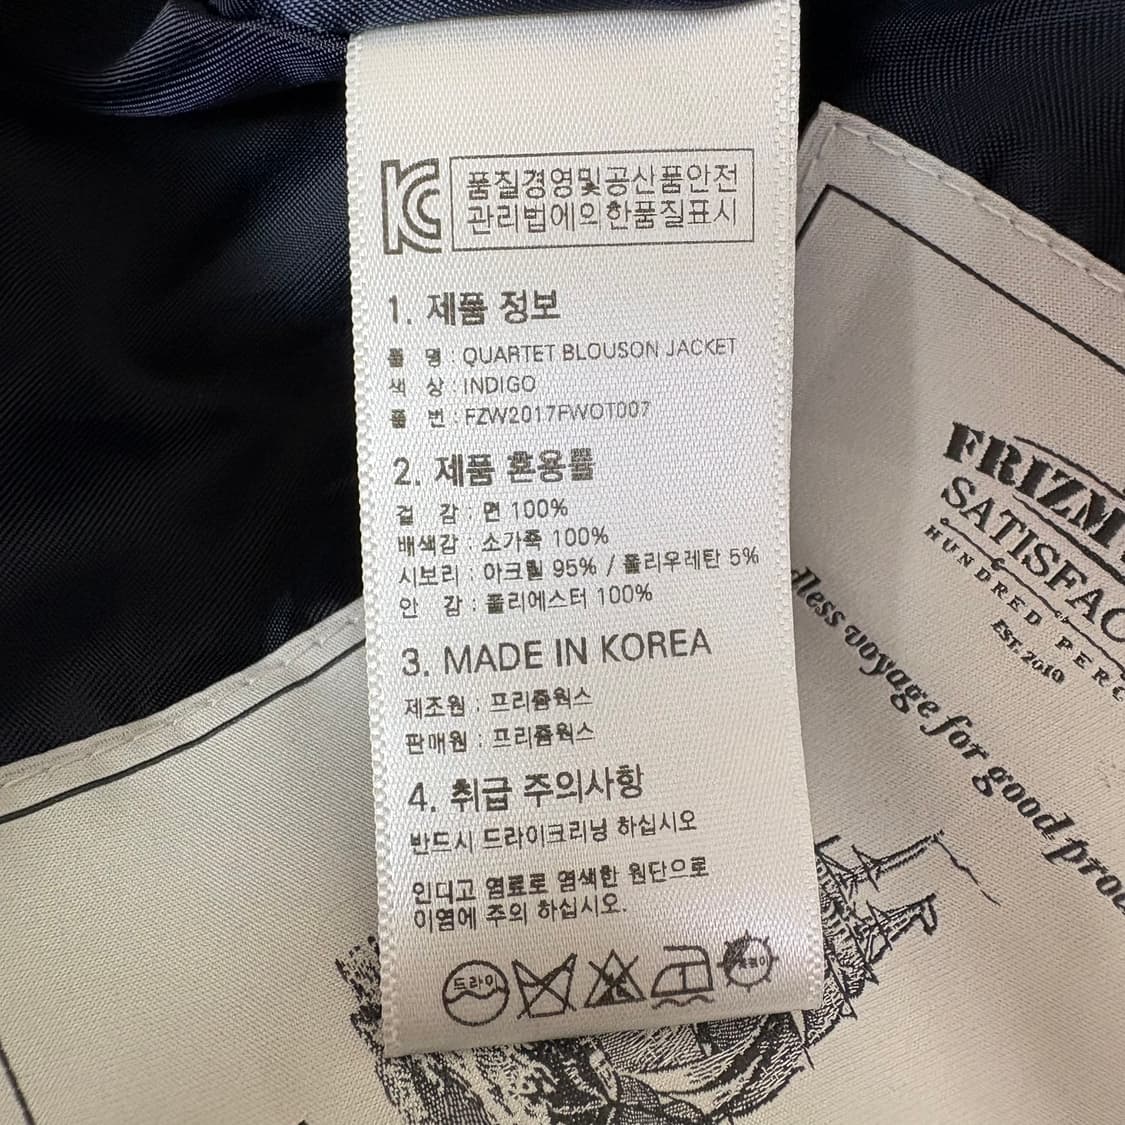 KC
품질경영및공산품안전
관리법에의한품질표시
1. 제품 정보
품 명 : QUARTET BLOUSON JACKET
색 상 : INDIGO
품 번 : FZW2017FWOT007
2. 제품 혼용률
겉 감 : 면 100%
배색감 : 소가죽 100%
시보리 : 아크릴 95% / 폴리우레탄 5%
안 감 : 폴리에스터 100%
3. MADE IN KOREA
제조원 : 프리즘웍스
판매원 : 프리즘웍스
4. 취급 주의사항
반드시 드라이크리닝 하십시오
인디고 염료로 염색한 원단으로
이염에 주의 하십시오.
드라이
FRIZM
SATISFAC
HUNDRED PERC
EST. 2010
voyage for good